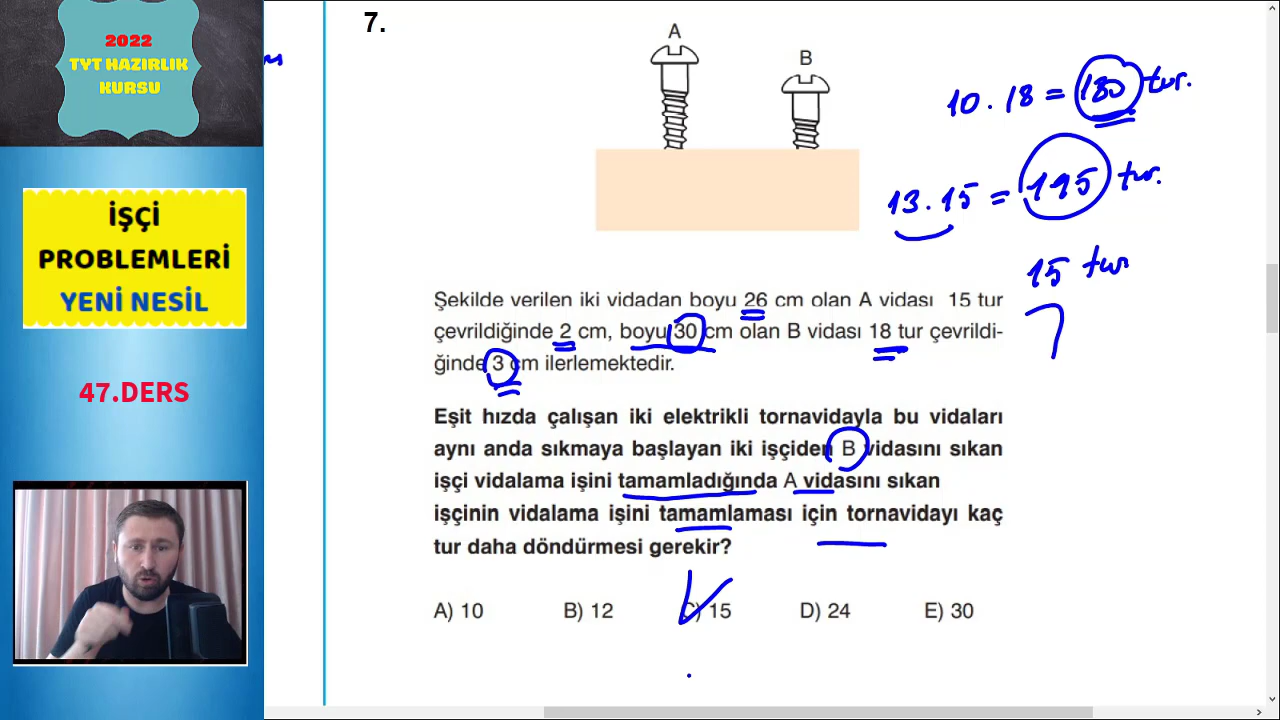 2022
TYT HAZIRLIK
KURSU
İŞÇİ
PROBLEMLERİ
YENİ NESİL
47.DERS
7.
A
B
10 . 18 = 180 tur.
13 . 15 = 195 tur.
15 tur
Şekilde verilen iki vidadan boyu 26 cm olan A vidası 15 tur
çevrildiğinde 2 cm, boyu 30 cm olan B vidası 18 tur çevrildi-
ğinde 3 cm ilerlemektedir.
Eşit hızda çalışan iki elektrikli tornavidayla bu vidaları
aynı anda sıkmaya başlayan iki işçiden B vidasını sıkan
işçi vidalama işini tamamladığında A vidasını sıkan
işçinin vidalama işini tamamlaması için tornavidayı kaç
tur daha döndürmesi gerekir?
A) 10 B) 12 C) 15 D) 24 E) 30